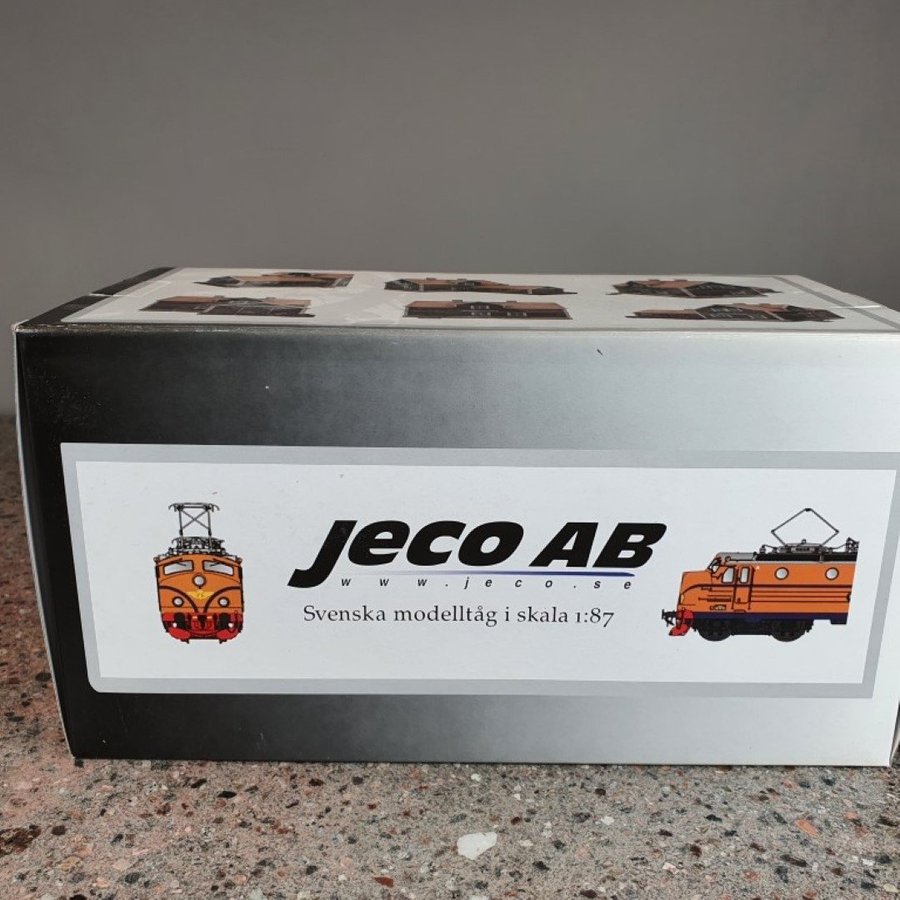 Jeco AB
www.jeco.se
Svenska modelltåg i skala 1:87